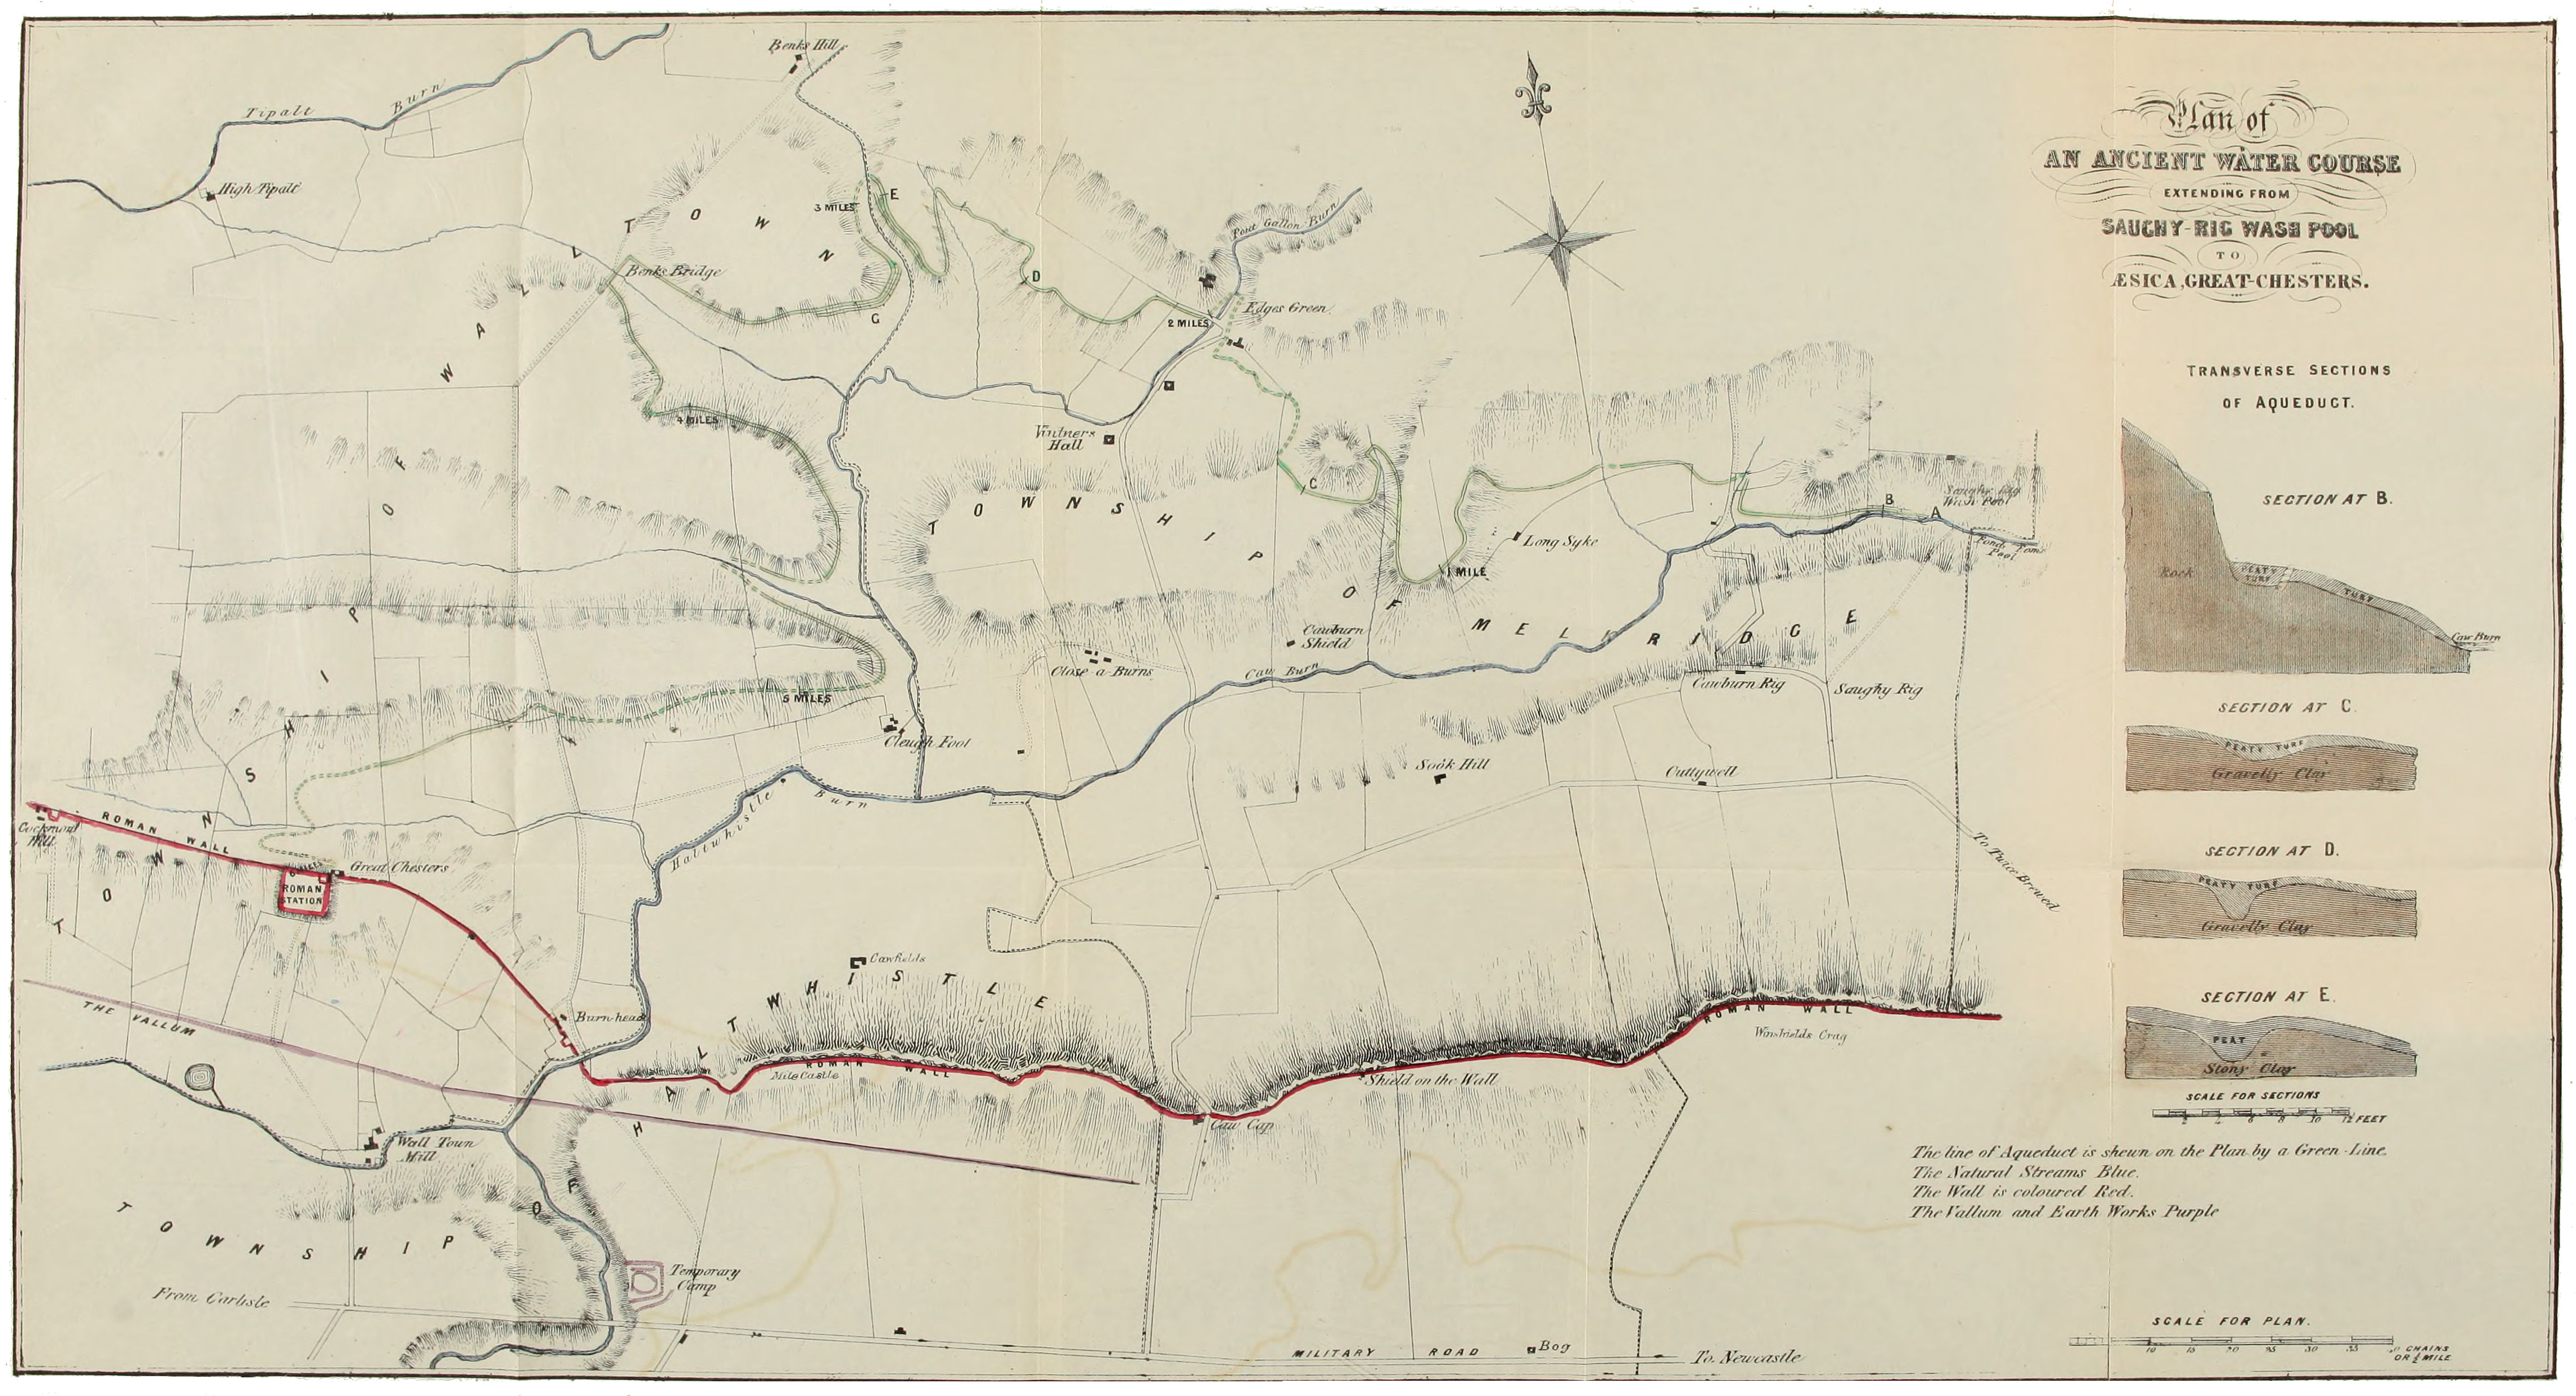 Plan of
AN ANCIENT WATER COURSE
EXTENDING FROM
SAUGHY-RIG WASH POOL
TO
ÆSICA, GREAT-CHESTERS.
TRANSVERSE SECTIONS
OF AQUEDUCT.
SECTION AT B.
Rock
PEATY
TURF
TURF
Caw Burn
SECTION AT C.
PEATY TURF
Gravelly Clay
SECTION AT D.
PEATY TURF
Gravelly Clay
SECTION AT E.
PEAT
Stony Clay
SCALE FOR SECTIONS
2 4 6 8 10 12 FEET
The line of Aqueduct is shewn on the Plan by a Green-Line.
The Natural Streams Blue.
The Wall is coloured Red.
The Vallum and Earth Works Purple
SCALE FOR PLAN.
10 15 20 25 30 35 40 CHAINS
OR ½ MILE
Benks Hill
Tipalt Burn
High Tipalt
TOWNSHIP OF WALLTOWN
Benks Bridge
3 MILES
E
D
G
Pont Gallon Burn
Edges Green
2 MILES
4 MILES
Vintners
Hall
C
B
A
Saughy Rig
Wash Pool
Long Syke
1 MILE
TOWNSHIP OF MELKRIDGE
Cawburn
Shield
Caw Burn
Close a Burns
Cawburn Rig
Saughy Rig
5 MILES
Cleugh Foot
Sook Hill
Cuttywell
Haltwhistle Burn
To Twice Brewed
Cockmount
Hill
ROMAN WALL
6 MILES
Great Chesters
ROMAN
STATION
Cawfields
THE VALLUM
Burn-head
ROMAN WALL
Mile Castle
ROMAN WALL
Winshields Crag
Shield on the Wall
Caw Gap
Wall Town
Mill
TOWNSHIP OF HALTWHISTLE
Temporary
Camp
From Carlisle
MILITARY ROAD
Bog
To Newcastle